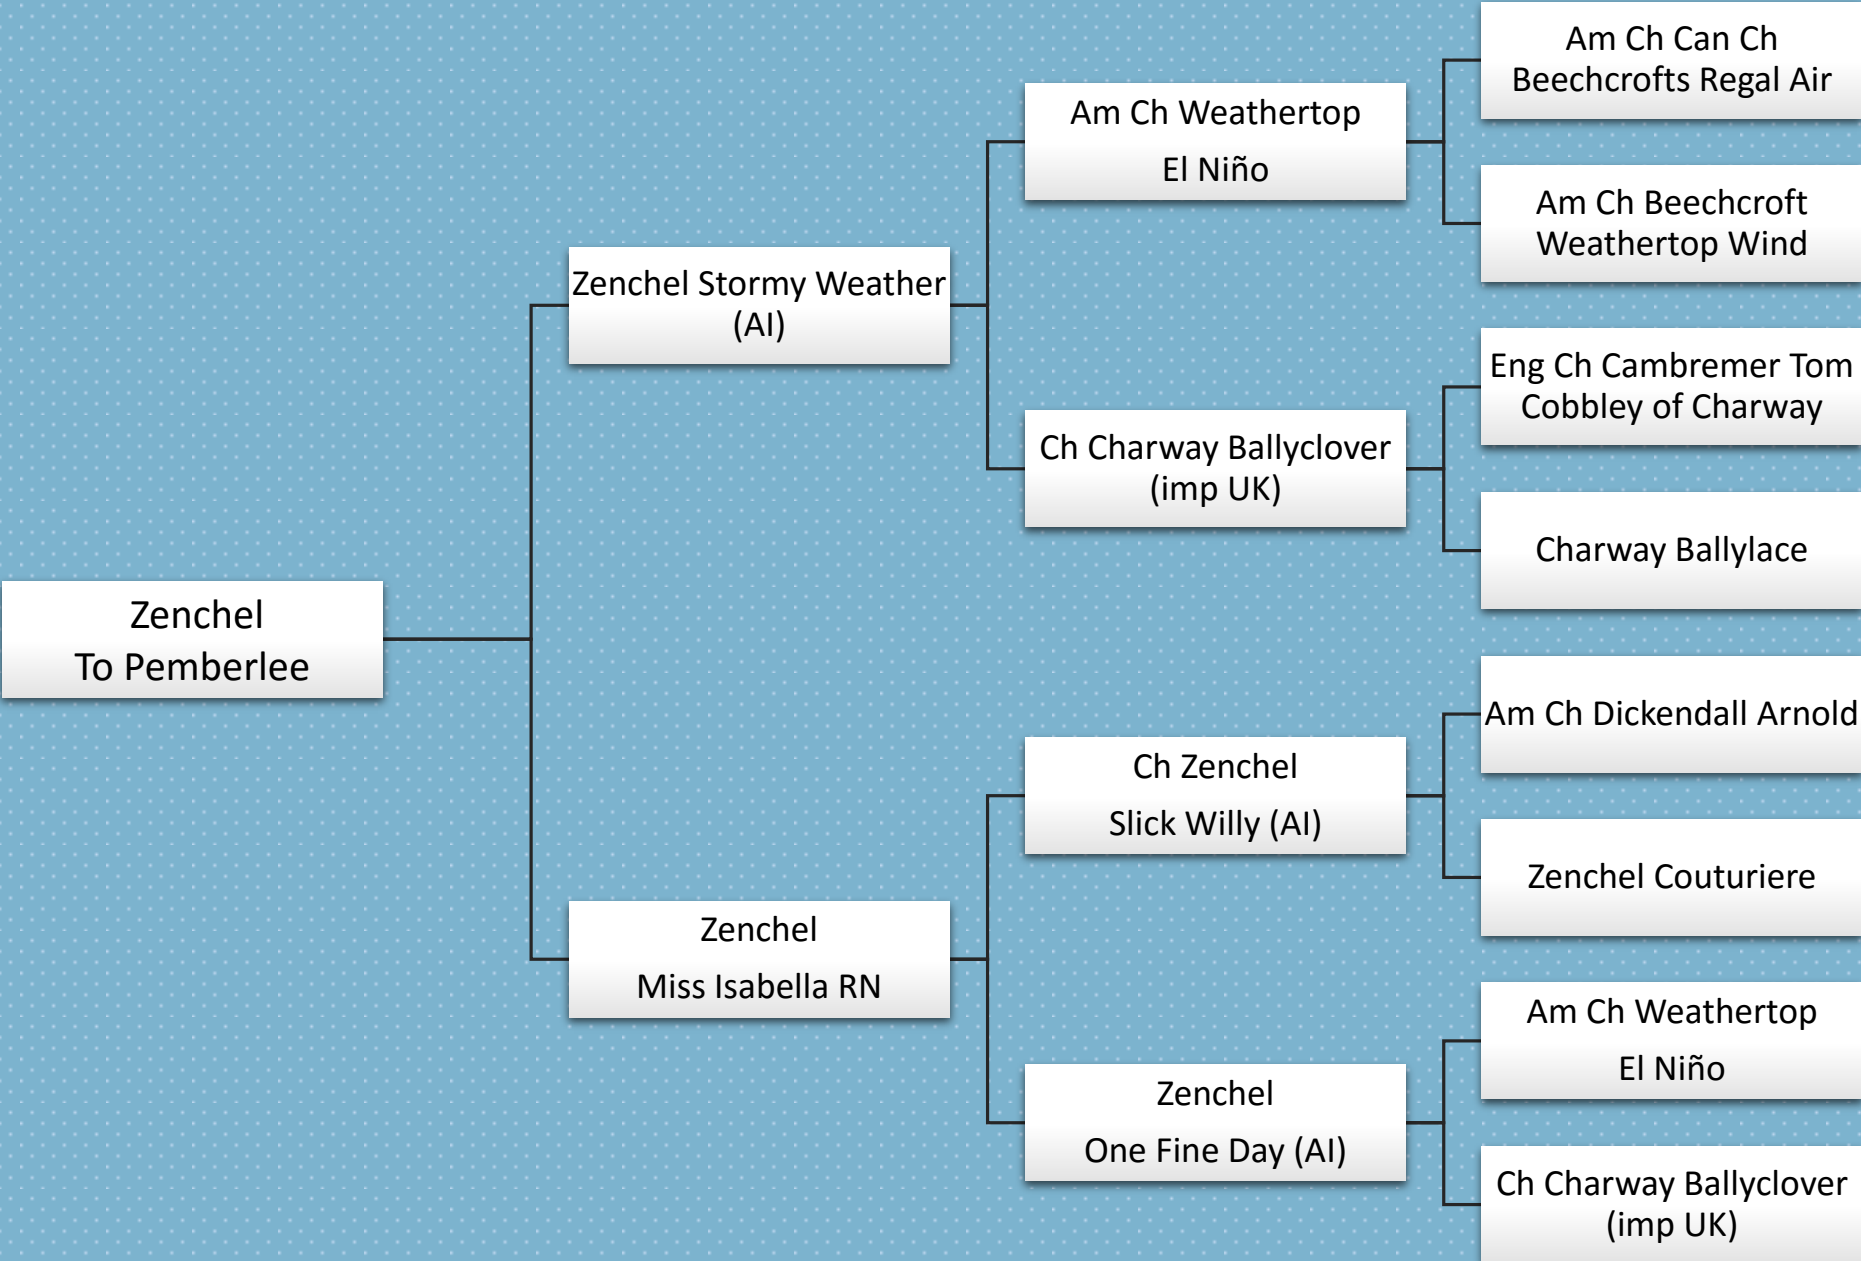 Zenchel
To Pemberlee
Zenchel Stormy Weather
(AI)
Zenchel
Miss Isabella RN
Am Ch Weathertop
El Niño
Ch Charway Ballyclover
(imp UK)
Ch Zenchel
Slick Willy (AI)
Zenchel
One Fine Day (AI)
Am Ch Can Ch
Beechcrofts Regal Air
Am Ch Beechcroft
Weathertop Wind
Eng Ch Cambremer Tom
Cobbley of Charway
Charway Ballylace
Am Ch Dickendall Arnold
Zenchel Couturiere
Am Ch Weathertop
El Niño
Ch Charway Ballyclover
(imp UK)